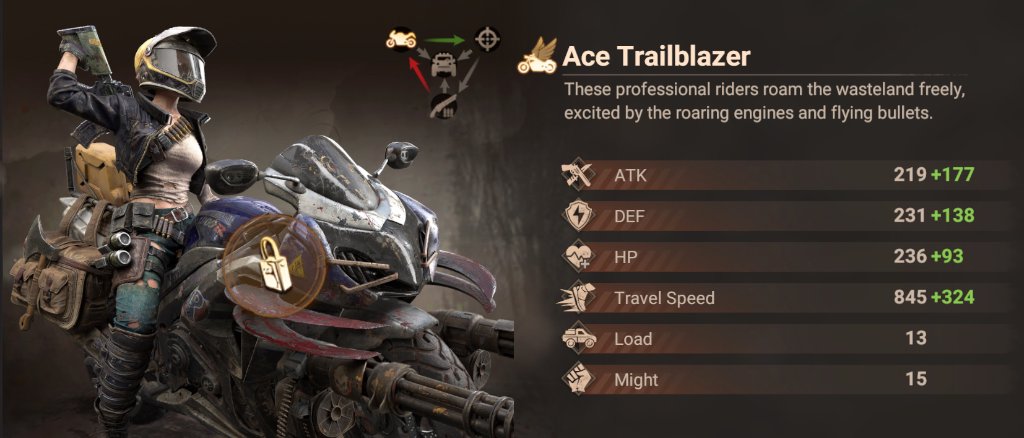 Ace Trailblazer
These professional riders roam the wasteland freely,
excited by the roaring engines and flying bullets.
ATK 219 +177
DEF 231 +138
HP 236 +93
Travel Speed 845 +324
Load 13
Might 15